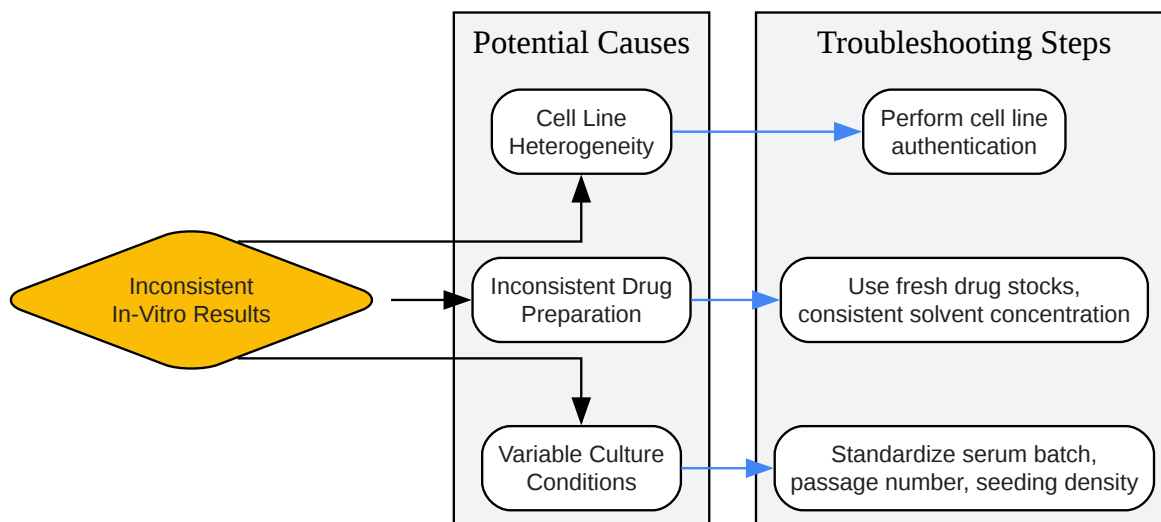 Potential Causes
Troubleshooting Steps
Cell Line
Heterogeneity
Perform cell line
authentication
Inconsistent
In-Vitro Results
Inconsistent Drug
Preparation
Use fresh drug stocks,
consistent solvent concentration
Variable Culture
Conditions
Standardize serum batch,
passage number, seeding density